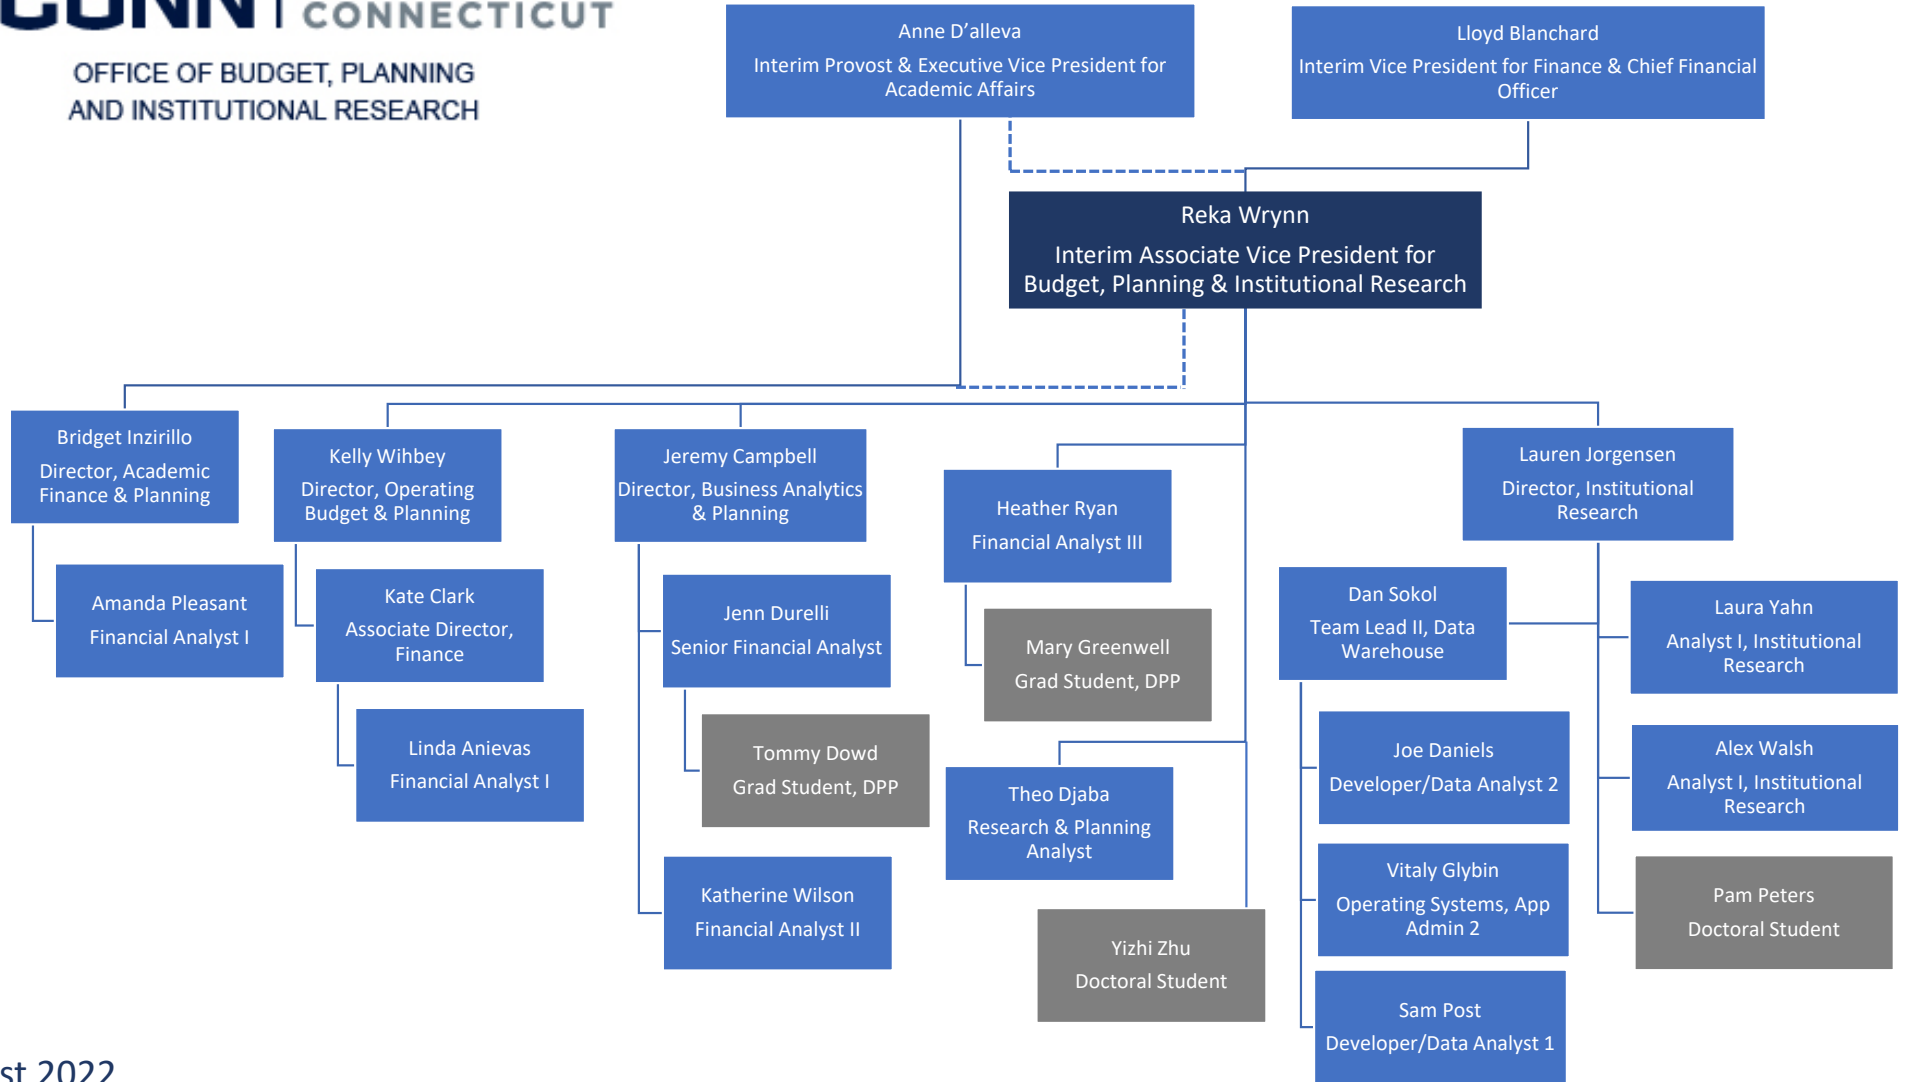 CONNECTICUT
OFFICE OF BUDGET, PLANNING
AND INSTITUTIONAL RESEARCH
Anne D’alleva
Interim Provost & Executive Vice President for
Academic Affairs
Lloyd Blanchard
Interim Vice President for Finance & Chief Financial
Officer
Reka Wrynn
Interim Associate Vice President for
Budget, Planning & Institutional Research
Bridget Inzirillo
Director, Academic
Finance & Planning
Amanda Pleasant
Financial Analyst I
Kelly Wihbey
Director, Operating
Budget & Planning
Kate Clark
Associate Director,
Finance
Linda Anievas
Financial Analyst I
Jeremy Campbell
Director, Business Analytics
& Planning
Jenn Durelli
Senior Financial Analyst
Tommy Dowd
Grad Student, DPP
Katherine Wilson
Financial Analyst II
Heather Ryan
Financial Analyst III
Mary Greenwell
Grad Student, DPP
Theo Djaba
Research & Planning
Analyst
Yizhi Zhu
Doctoral Student
Lauren Jorgensen
Director, Institutional
Research
Dan Sokol
Team Lead II, Data
Warehouse
Joe Daniels
Developer/Data Analyst 2
Vitaly Glybin
Operating Systems, App
Admin 2
Sam Post
Developer/Data Analyst 1
Laura Yahn
Analyst I, Institutional
Research
Alex Walsh
Analyst I, Institutional
Research
Pam Peters
Doctoral Student
2022